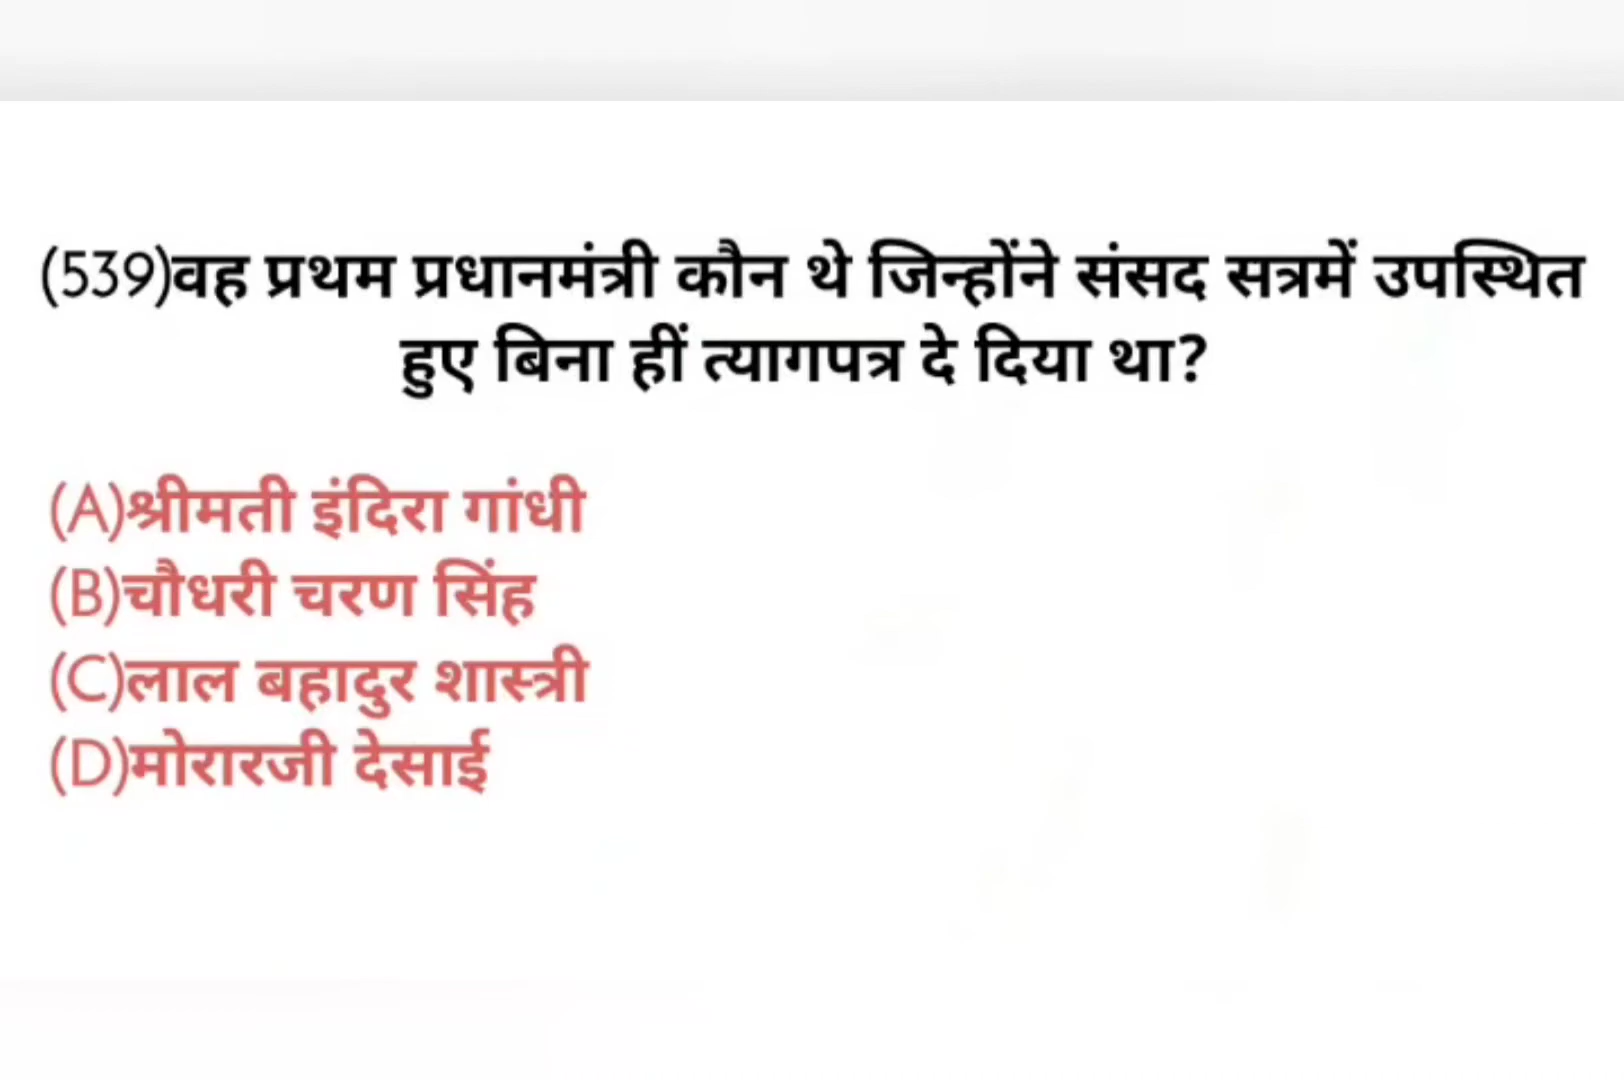 (539)वह प्रथम प्रधानमंत्री कौन थे जिन्होंने संसद सत्रमें उपस्थित
हुए बिना हीं त्यागपत्र दे दिया था?
(A)श्रीमती इंदिरा गांधी
(B)चौधरी चरण सिंह
(C)लाल बहादुर शास्त्री
(D)मोरारजी देसाई